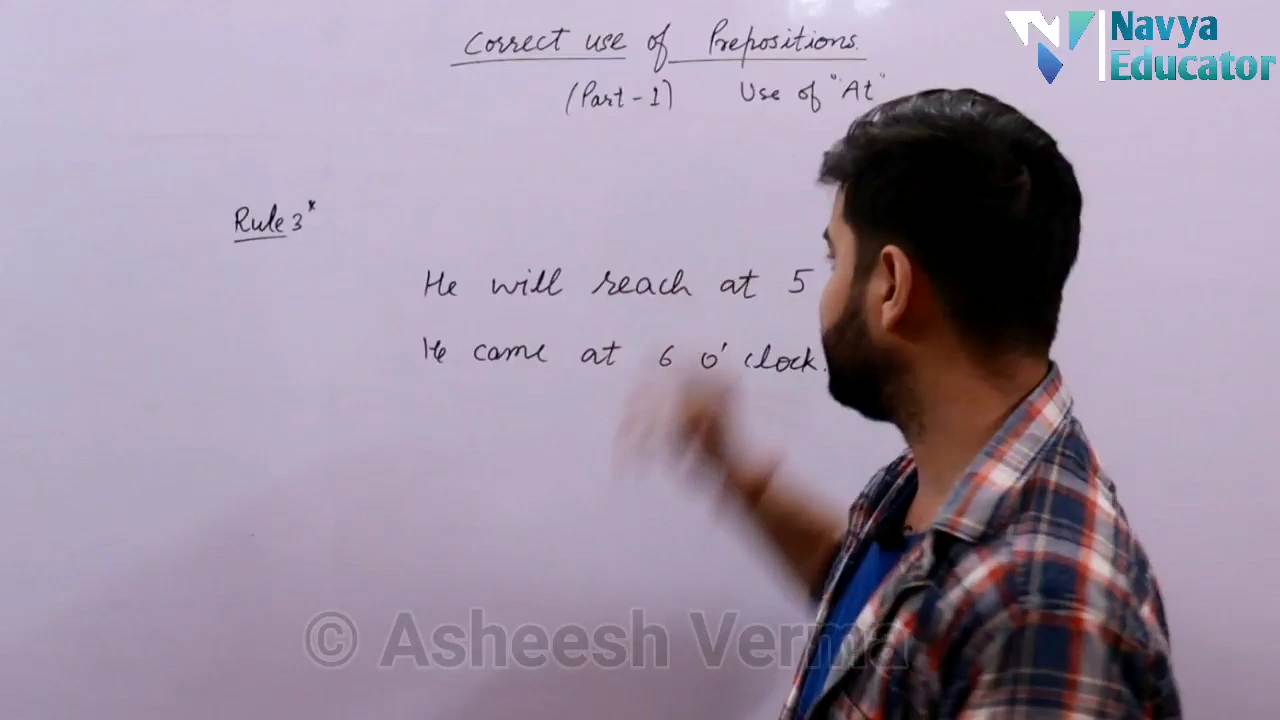 Correct use of Prepositions.
(Part-1) Use of "At"
Navya
Educator
Rule 3*
He will reach at 5
He came at 6 o'clock.
© Asheesh Verma